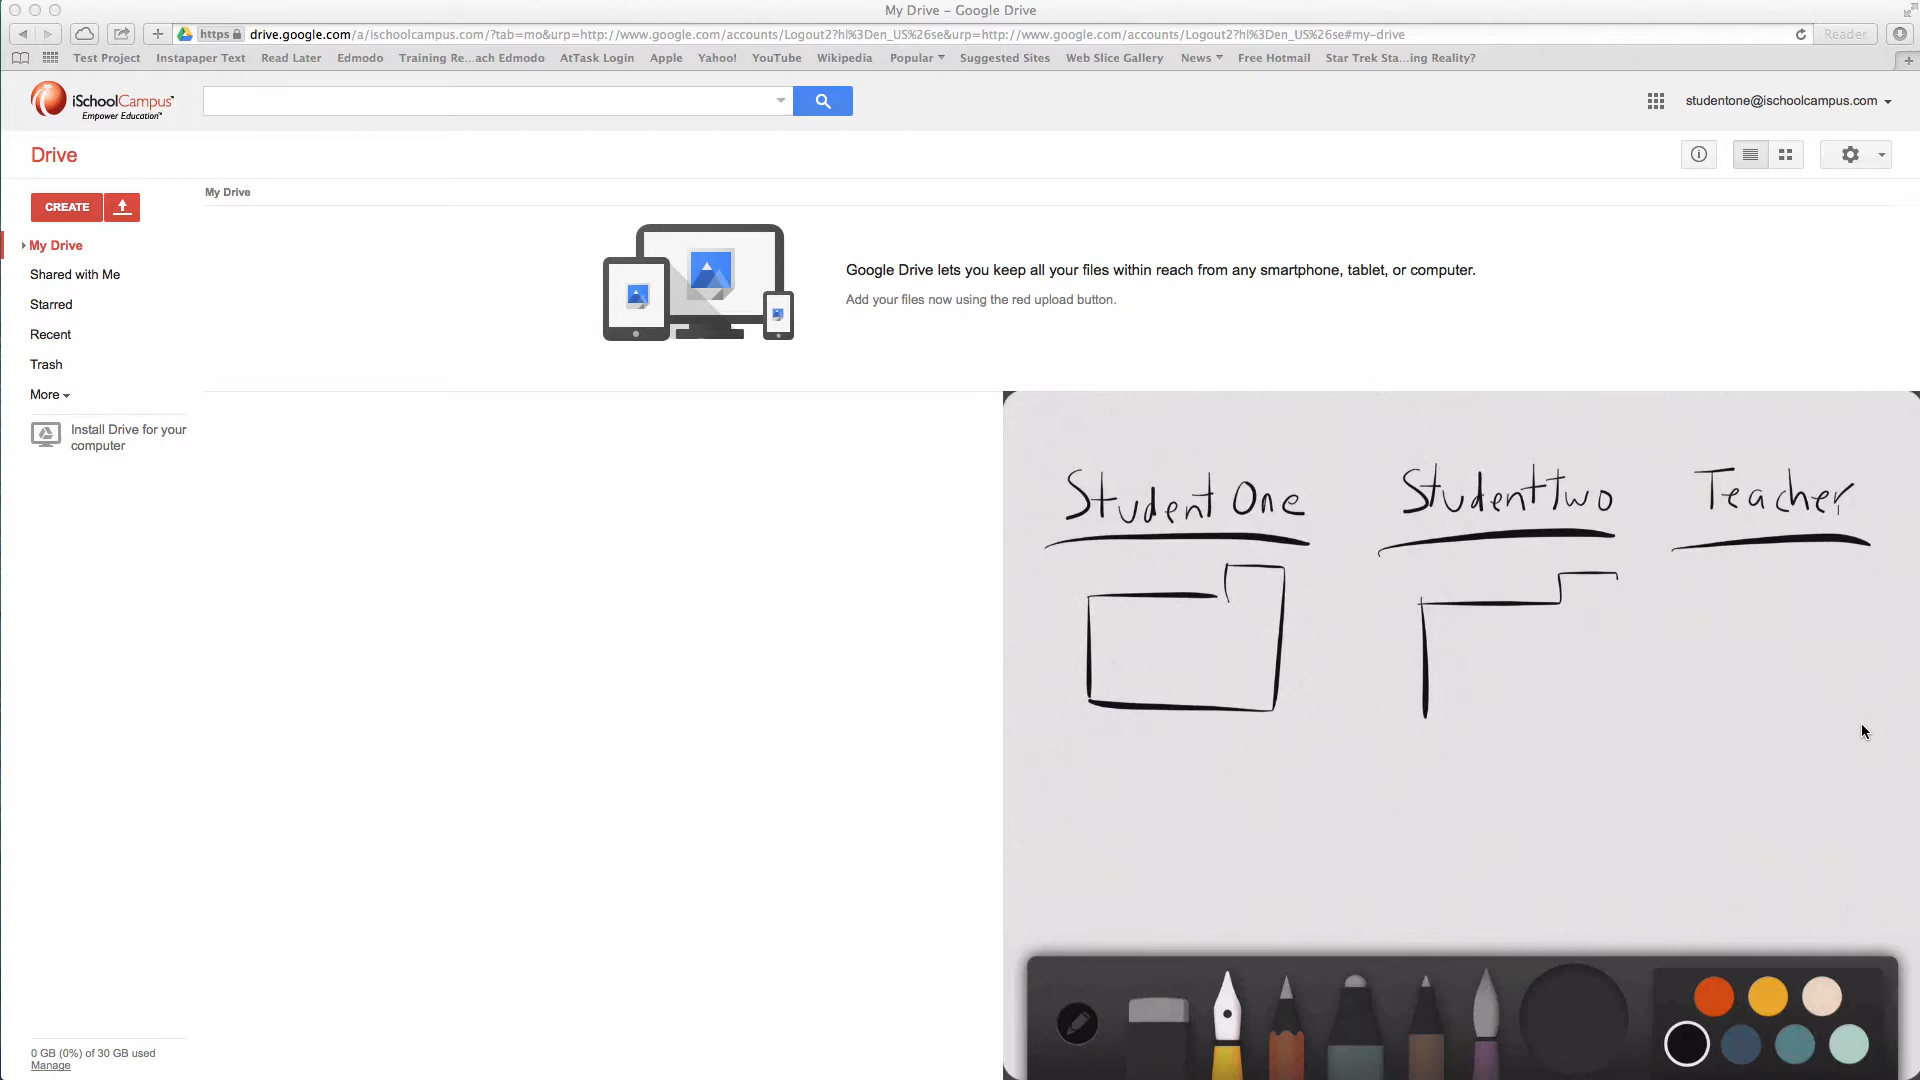 My Drive – Google Drive
https drive.google.com/a/ischoolcampus.com/?tab=mo&urp=http://www.google.com/accounts/Logout2?hl%3Den_US%26se&urp=http://www.google.com/accounts/Logout2?hl%3Den_US%26se#my-drive Reader
Test Project Instapaper Text Read Later Edmodo Training Re...ach Edmodo AtTask Login Apple Yahoo! YouTube Wikipedia Popular Suggested Sites Web Slice Gallery News Free Hotmail Star Trek Sta...ing Reality?
iSchoolCampus™
Empower Education™
studentone@ischoolcampus.com
Drive
CREATE
My Drive
My Drive
Shared with Me
Starred
Recent
Trash
More
Install Drive for your
computer
Google Drive lets you keep all your files within reach from any smartphone, tablet, or computer.
Add your files now using the red upload button.
Student One Student two Teacher
0 GB (0%) of 30 GB used
Manage